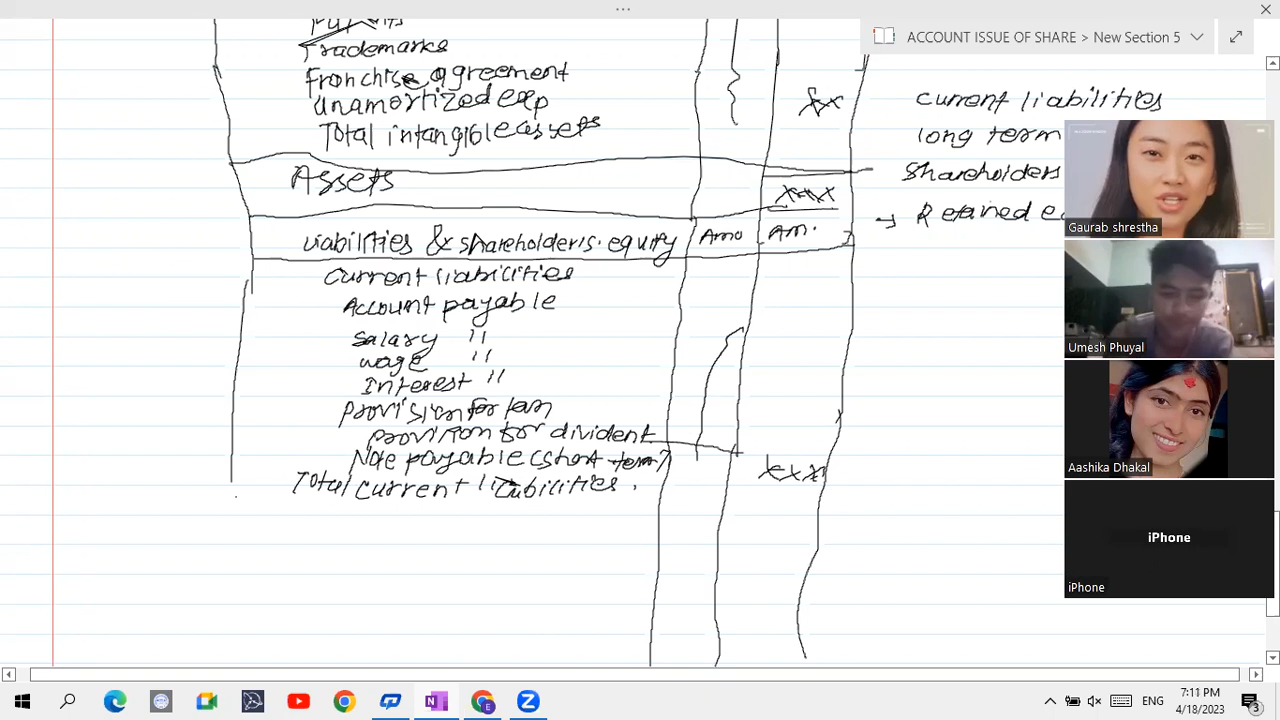 ACCOUNT ISSUE OF SHARE > New Section 5
Trademarks
Franchise agreement
unamortized exp
Total intangible assets
xx
current liabilities
long term
shareholders
→ Retained ea
Assets
xxxx
Liabilities & shareholders. equity Amo Am.
Current liabilities
Account payable
Salary "
wage "
Interest "
provision for
provision for divident
Note payable (short term)
xxx
Total current liabilities.
Gaurab shrestha
Umesh Phuyal
Aashika Dhakal
iPhone
iPhone
ENG
7:11 PM
4/18/2023
3